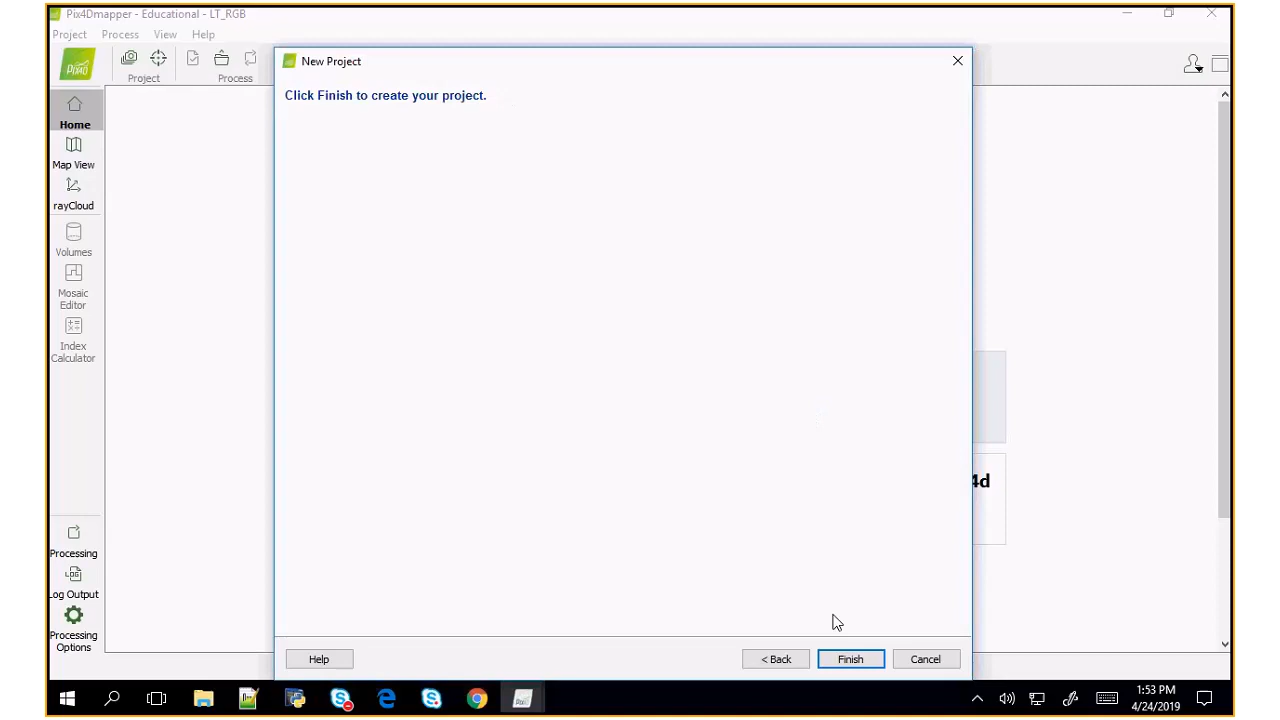 Pix4Dmapper - Educational - LT_RGB
Project Process View Help
New Project
PIX4D
Project
Process
Click Finish to create your project.
Home
Map View
rayCloud
Volumes
Mosaic
Editor
Index
Calculator
4d
Processing
LOG
Log Output
Processing
Options
Help
< Back
Finish
Cancel
1:53 PM
4/24/2019